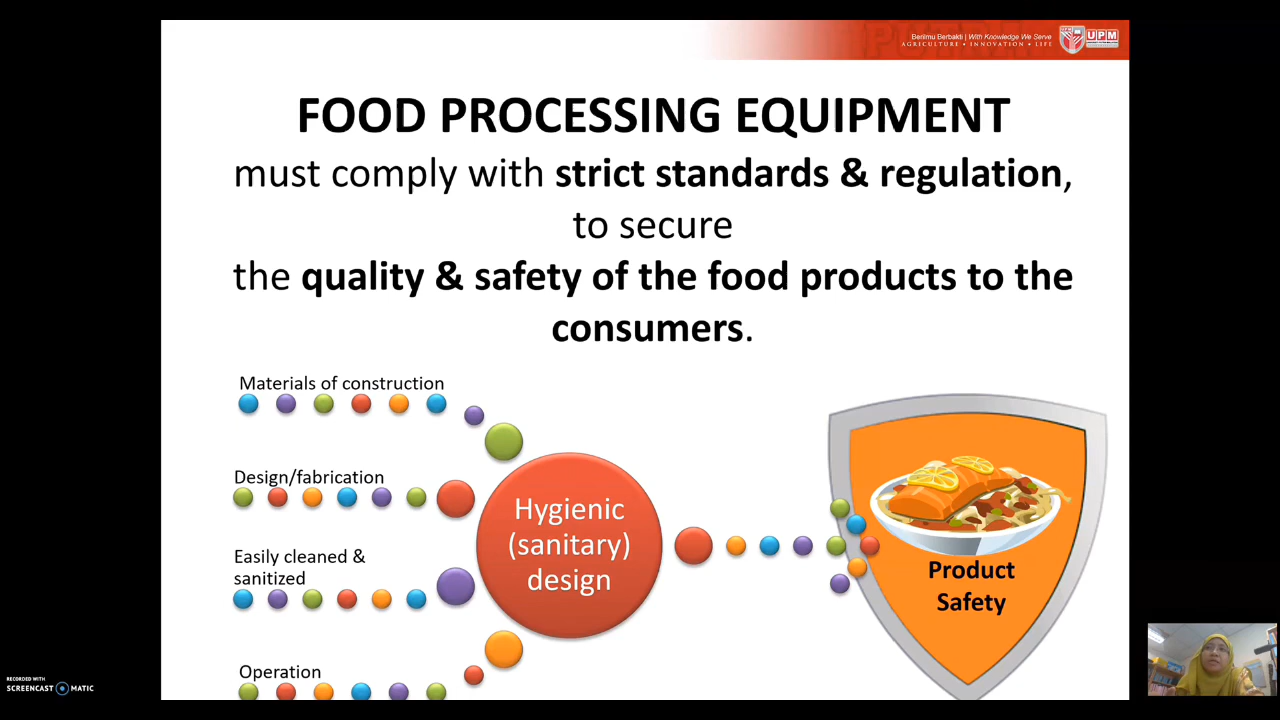 Berilmu Berbakti | With Knowledge We Serve
AGRICULTURE • INNOVATION • LIFE
UPM
FOOD PROCESSING EQUIPMENT
must comply with strict standards & regulation,
to secure
the quality & safety of the food products to the
consumers.
Materials of construction
Design/fabrication
Easily cleaned &
sanitized
Operation
Hygienic
(sanitary)
design
Product
Safety
RECORDED WITH
SCREENCAST MATIC